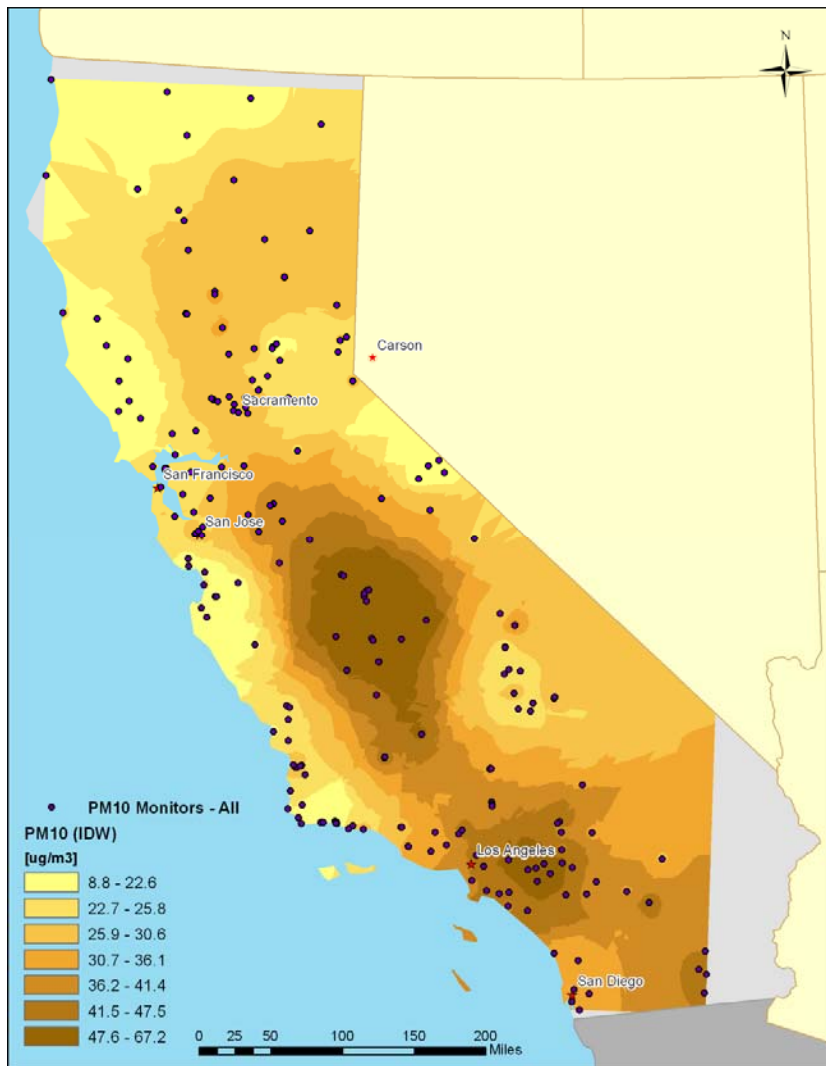 N
Carson
Sacramento
San Francisco
San Jose
PM10 Monitors - All
PM10 (IDW)
[ug/m3]
8.8 - 22.6
22.7 - 25.8
25.9 - 30.6
30.7 - 36.1
36.2 - 41.4
41.5 - 47.5
47.6 - 67.2
Los Angeles
San Diego
0 50 100 150 200
Miles